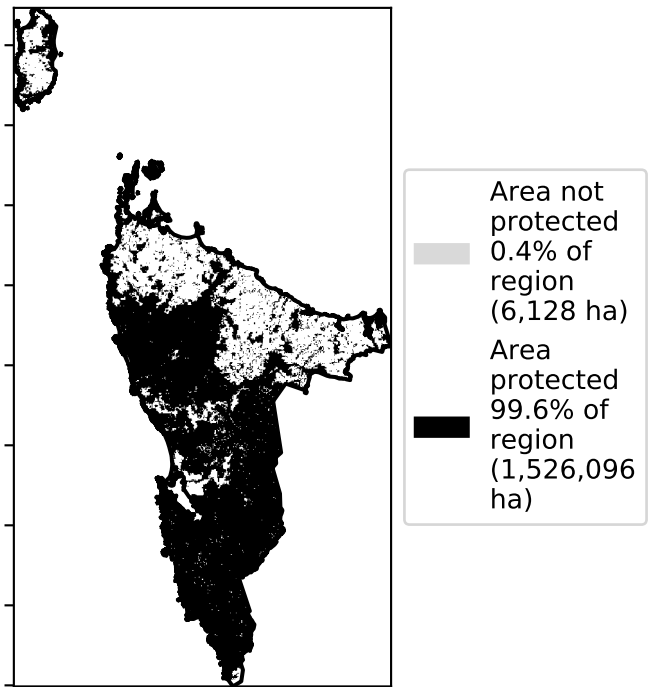 Area not
protected
0.4% of
region
(6,128 ha)
Area
protected
99.6% of
region
(1,526,096
ha)